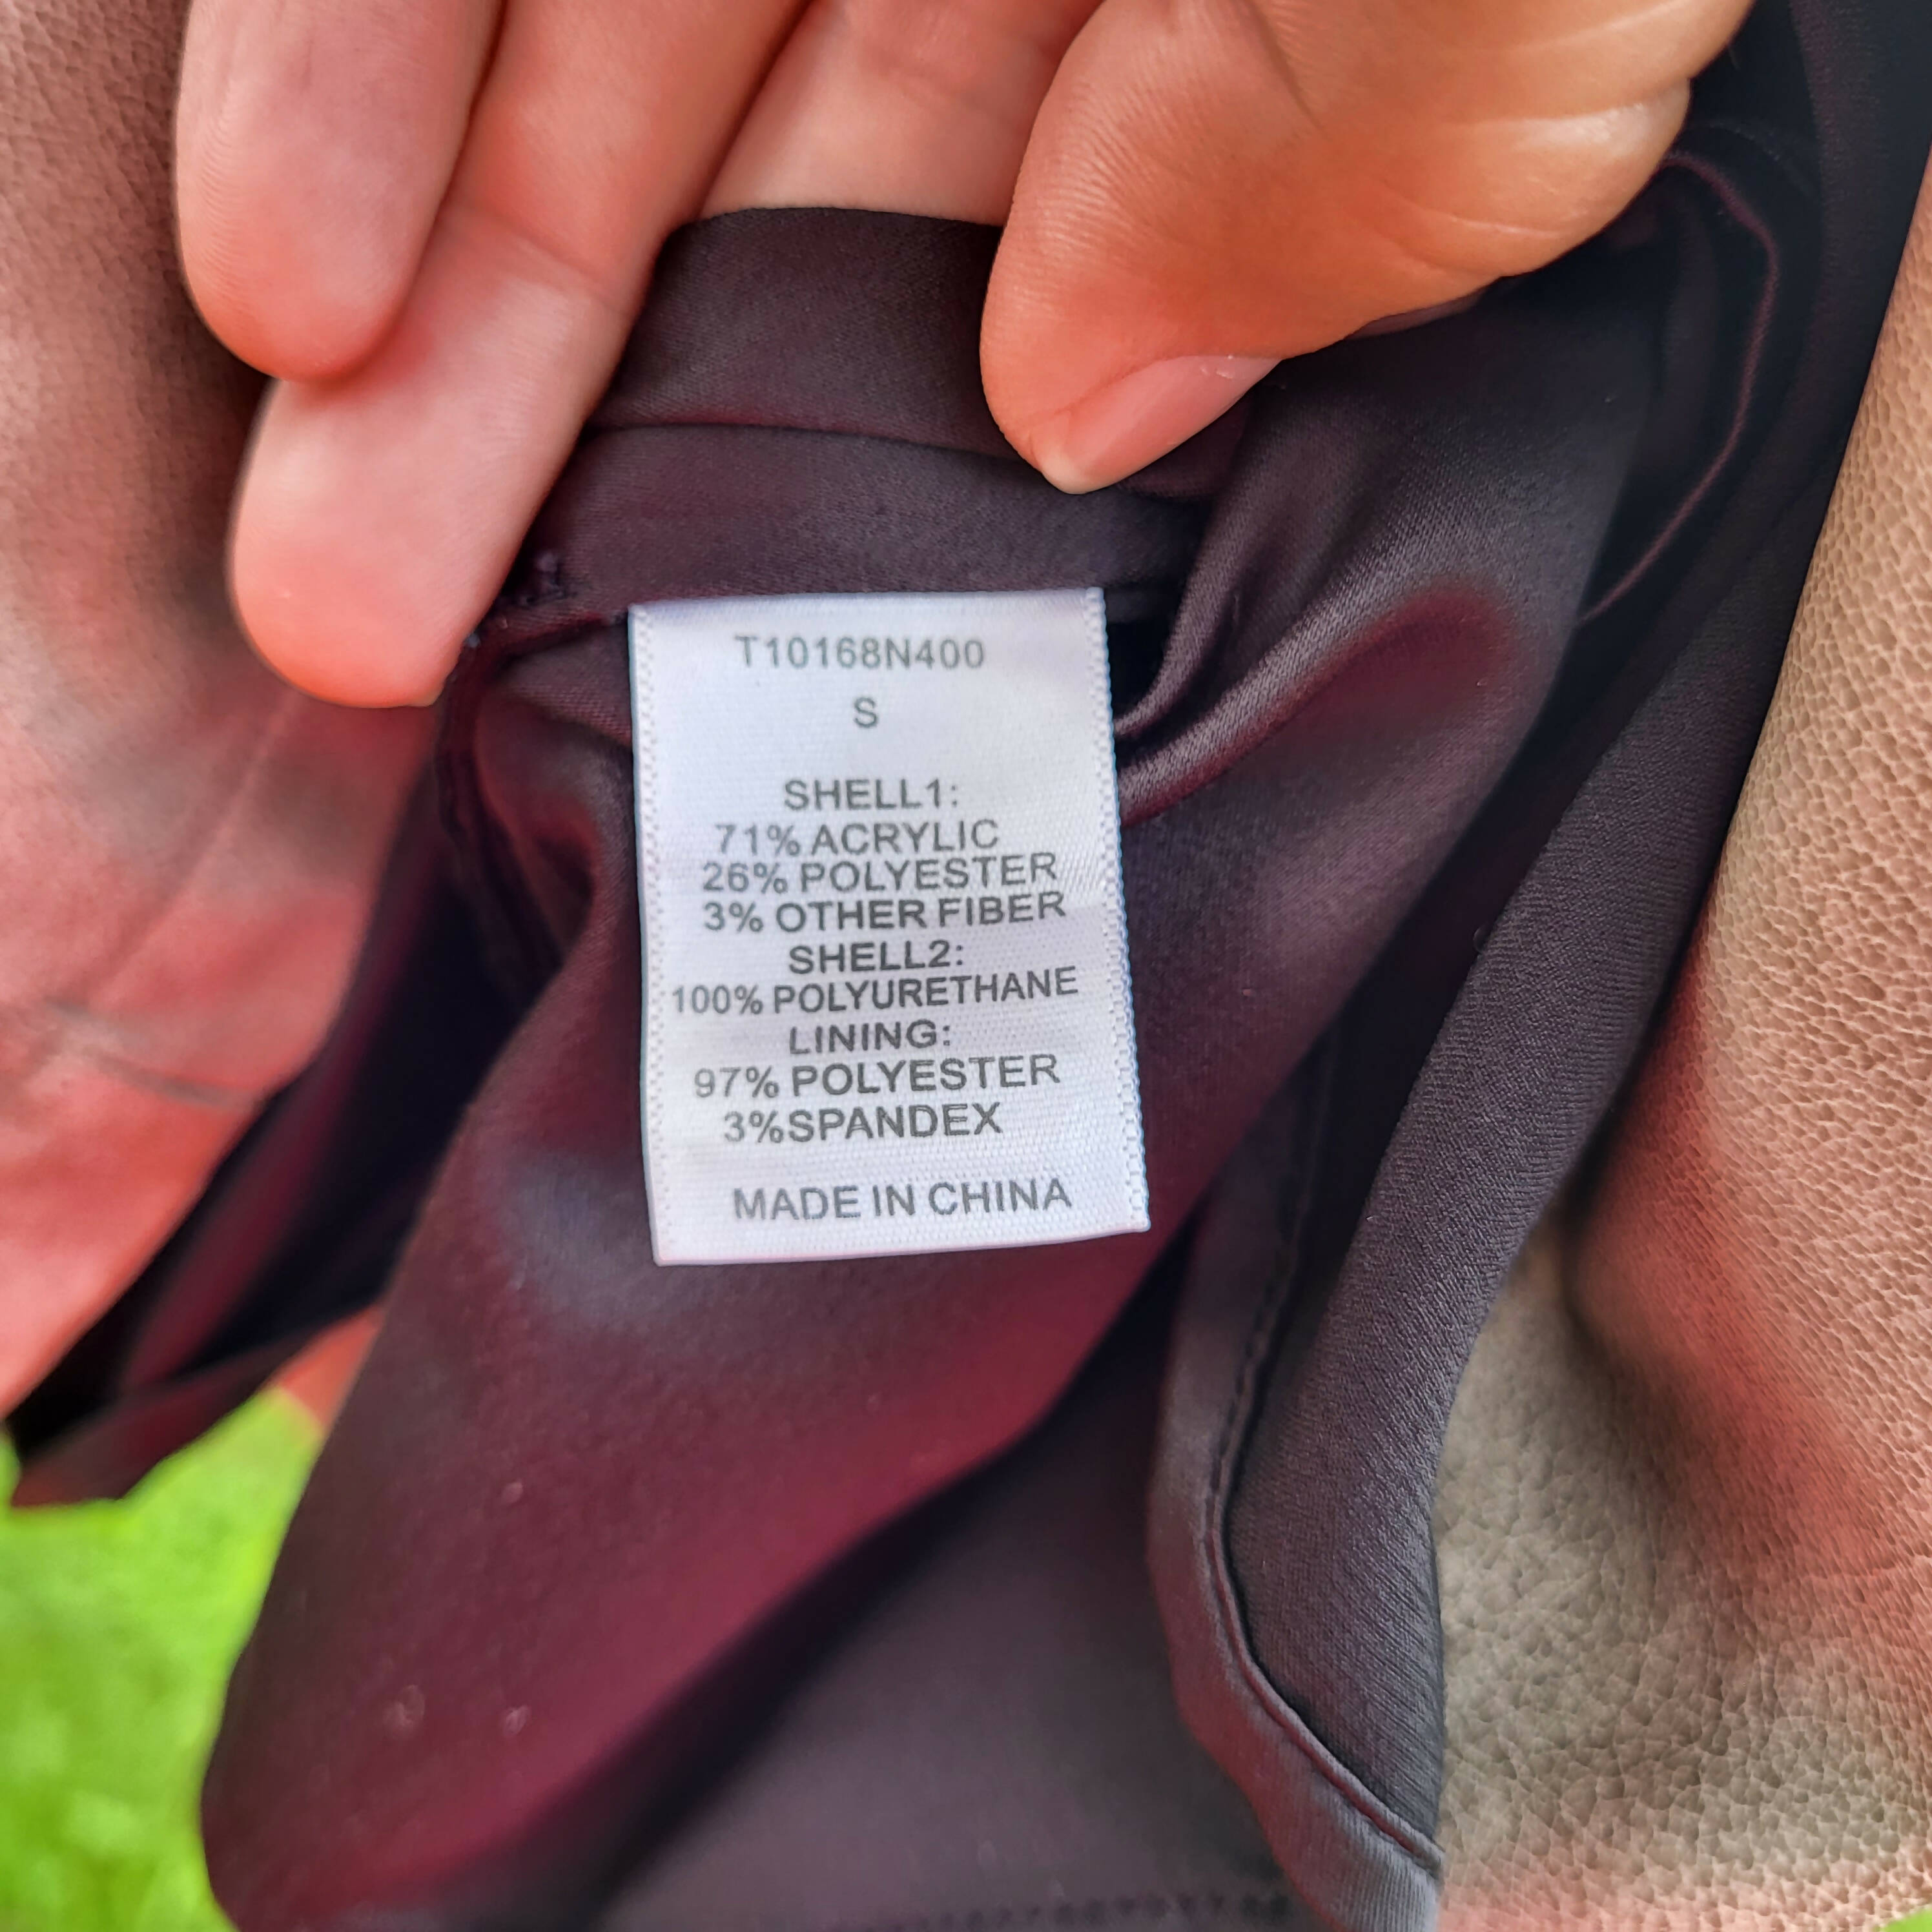 T10168N400
S
SHELL1:
71% ACRYLIC
26% POLYESTER
3% OTHER FIBER
SHELL2:
100% POLYURETHANE
LINING:
97% POLYESTER
3%SPANDEX
MADE IN CHINA